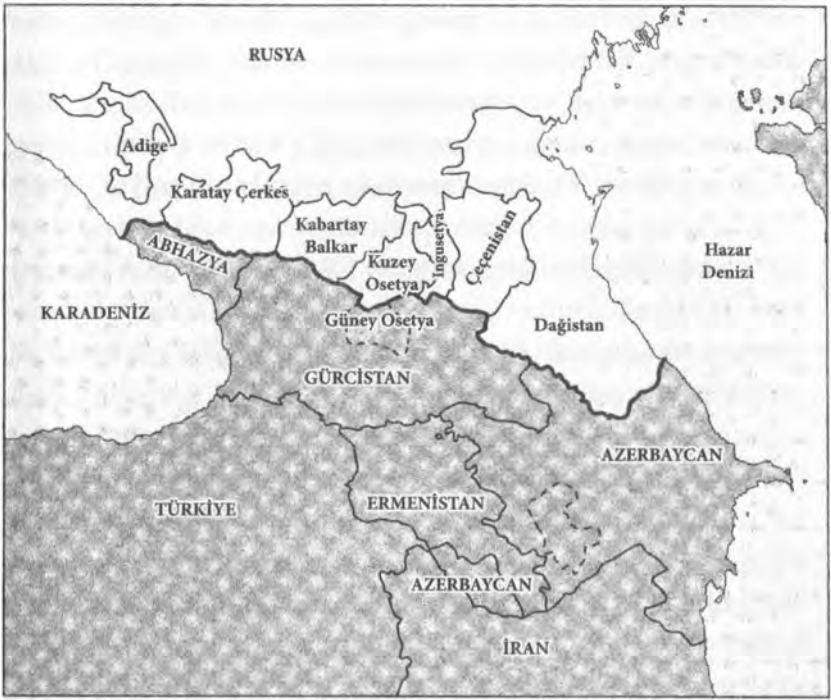 RUSYA
Adige
Karatay Çerkes
Kabartay
Balkar
Kuzey
Osetya
İnguşetya
Çeçenistan
ABHAZYA
Hazar
Denizi
KARADENİZ
Güney Osetya
Dağistan
GÜRCİSTAN
AZERBAYCAN
ERMENİSTAN
TÜRKİYE
AZERBAYCAN
İRAN